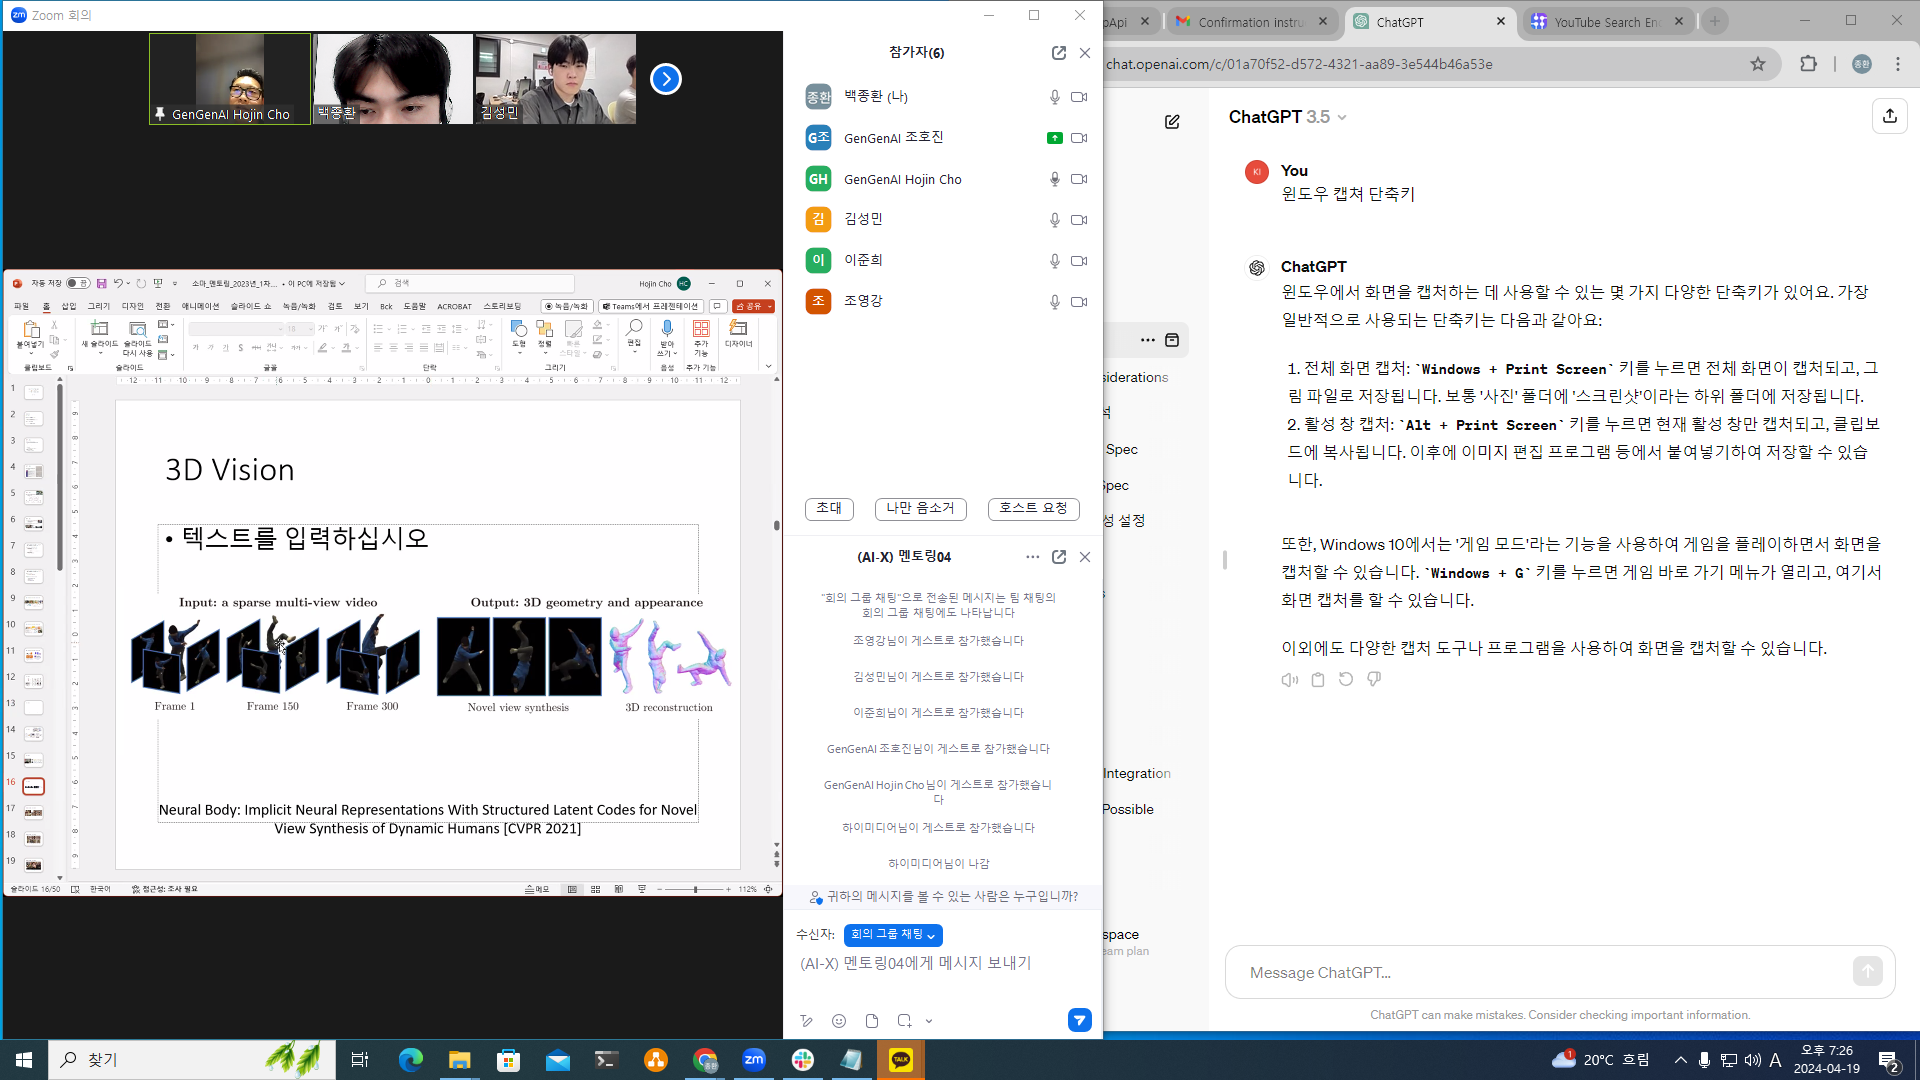 Zoom 회의
GenGenAI Hojin Cho
백종환
김성민
자동 저장
소마_멘토링_2023년_1차... • 이 PC에 저장됨
검색
Hojin Cho
HC
파일 홈 삽입 그리기 디자인 전환 애니메이션 슬라이드 쇼 녹음/녹화 검토 보기 Bck 도움말 ACROBAT 스토리보딩
녹음/녹화
Teams에서 프레젠테이션
공유
붙여넣기
새 슬라이드
슬라이드 다시 사용
도형
정렬
빠른 스타일
편집
받아쓰기
추가 기능
디자이너
클립보드
슬라이드
글꼴
단락
그리기
음성
추가 기능
1
2
3
4
5
6
7
8
9
10
11
12
13
14
15
16
17
18
19
3D Vision
• 텍스트를 입력하십시오
Input: a sparse multi-view video
Output: 3D geometry and appearance
Frame 1
Frame 150
Frame 300
Novel view synthesis
3D reconstruction
Neural Body: Implicit Neural Representations With Structured Latent Codes for Novel
View Synthesis of Dynamic Humans [CVPR 2021]
슬라이드 16/50
한국어
접근성: 조사 필요
메모
112%
참가자(6)
종환
백종환 (나)
G조
GenGenAI 조호진
GH
GenGenAI Hojin Cho
김
김성민
이
이준희
조
조영강
초대
나만 음소거
호스트 요청
(AI-X) 멘토링04
"회의 그룹 채팅"으로 전송된 메시지는 팀 채팅의
회의 그룹 채팅에도 나타납니다
조영강님이 게스트로 참가했습니다
김성민님이 게스트로 참가했습니다
이준희님이 게스트로 참가했습니다
GenGenAI 조호진님이 게스트로 참가했습니다
GenGenAI Hojin Cho님이 게스트로 참가했습니
다
하이미디어님이 게스트로 참가했습니다
하이미디어님이 나감
귀하의 메시지를 볼 수 있는 사람은 누구입니까?
수신자:
회의 그룹 채팅
(AI-X) 멘토링04에게 메시지 보내기
pApi
Confirmation instru
ChatGPT
YouTube Search En
chat.openai.com/c/01a70f52-d572-4321-aa89-3e544b46a53e
종환
siderations
석
Spec
Spec
성 설정
s
Integration
Possible
space
eam plan
ChatGPT 3.5
KI
You
윈도우 캡쳐 단축키
ChatGPT
윈도우에서 화면을 캡처하는 데 사용할 수 있는 몇 가지 다양한 단축키가 있어요. 가장
일반적으로 사용되는 단축키는 다음과 같아요:
1. 전체 화면 캡처: `Windows + Print Screen` 키를 누르면 전체 화면이 캡처되고, 그
림 파일로 저장됩니다. 보통 '사진' 폴더에 '스크린샷'이라는 하위 폴더에 저장됩니다.
2. 활성 창 캡처: `Alt + Print Screen` 키를 누르면 현재 활성 창만 캡처되고, 클립보
드에 복사됩니다. 이후에 이미지 편집 프로그램 등에서 붙여넣기하여 저장할 수 있습
니다.
또한, Windows 10에서는 '게임 모드'라는 기능을 사용하여 게임을 플레이하면서 화면을
캡처할 수 있습니다. `Windows + G` 키를 누르면 게임 바로 가기 메뉴가 열리고, 여기서
화면 캡처를 할 수 있습니다.
이외에도 다양한 캡처 도구나 프로그램을 사용하여 화면을 캡처할 수 있습니다.
Message ChatGPT...
ChatGPT can make mistakes. Consider checking important information.
찾기
zm
TALK
1
20°C 흐림
A
오후 7:26
2024-04-19
2